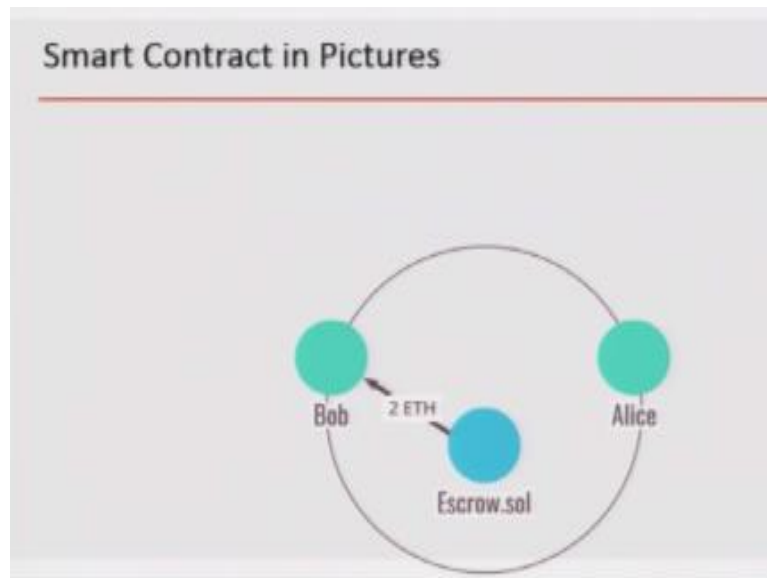 Smart Contract in Pictures
Bob
2 ETH
Alice
Escrow.sol